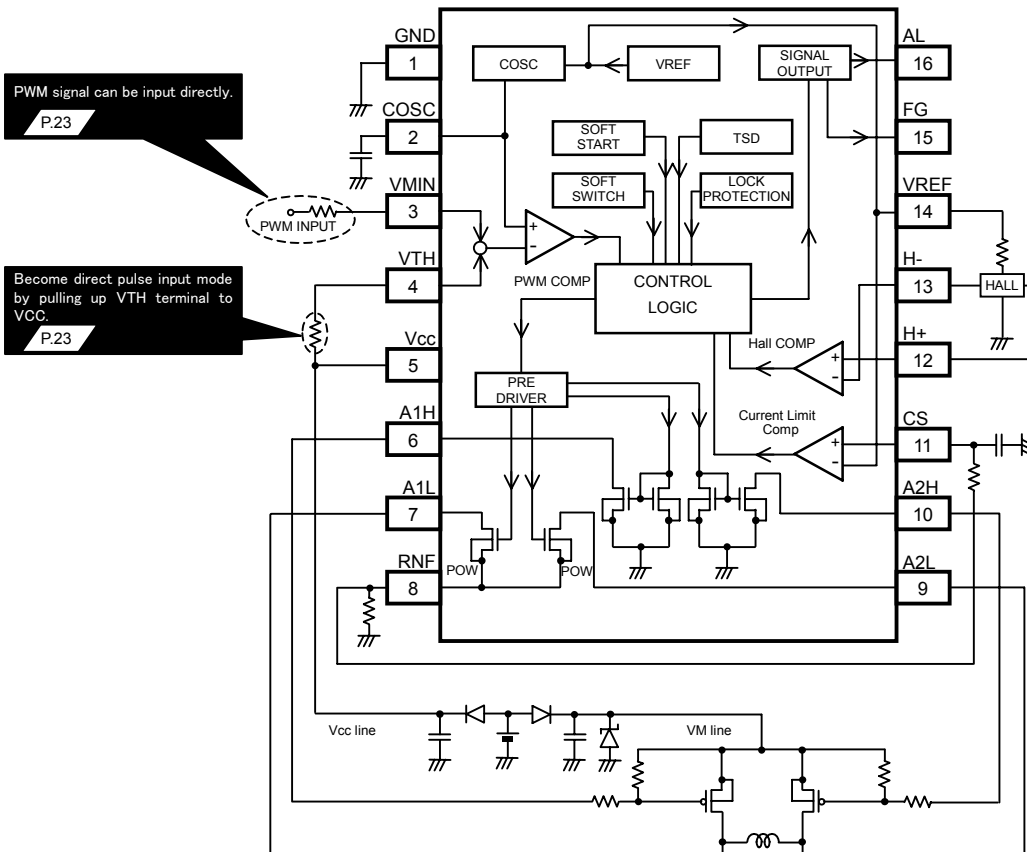 PWM signal can be input directly.
P.23
Become direct pulse input mode
by pulling up VTH terminal to
VCC.
P.23
PWM INPUT
GND
1
COSC
2
VMIN
3
VTH
4
Vcc
5
A1H
6
A1L
7
RNF
8
COSC
VREF
SIGNAL
OUTPUT
SOFT
START
TSD
SOFT
SWITCH
LOCK
PROTECTION
+
-
PWM COMP
CONTROL
LOGIC
Hall COMP
+
-
PRE
DRIVER
Current Limit
Comp
+
-
POW
POW
AL
16
FG
15
VREF
14
H-
13
HALL
H+
12
CS
11
A2H
10
A2L
9
Vcc line
VM line